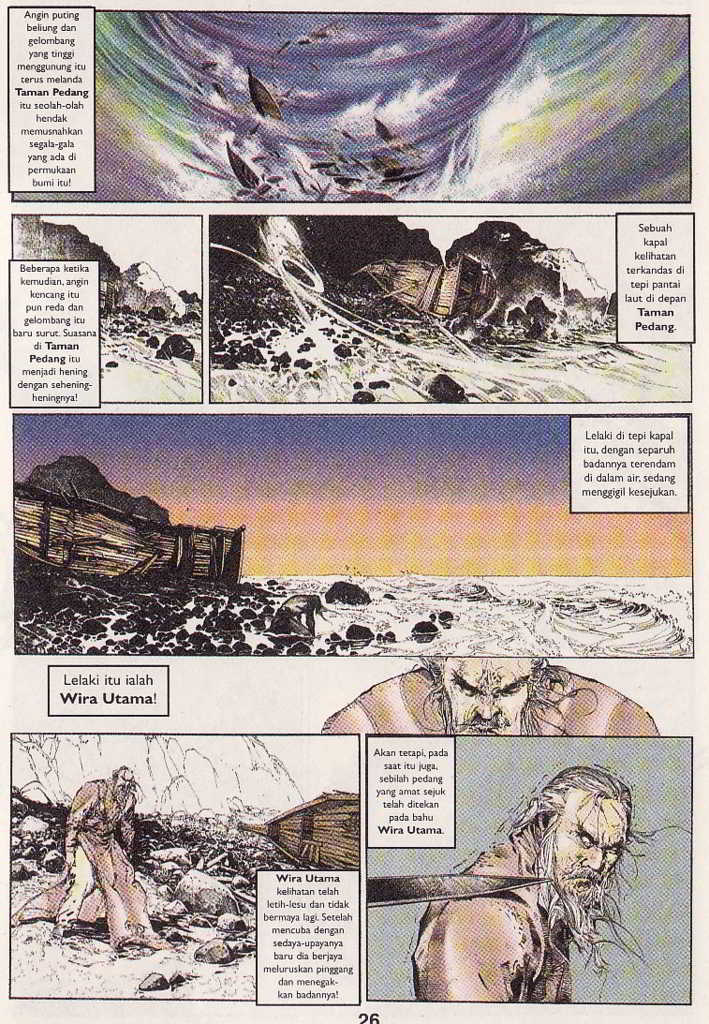 Angin puting
beliung dan
gelombang
yang tinggi
menggunung itu
terus melanda
Taman Pedang
itu seolah-olah
hendak
memusnahkan
segala-gala
yang ada di
permukaan
bumi itu!
Beberapa ketika
kemudian, angin
kencang itu
pun reda dan
gelombang itu
baru surut. Suasana
di Taman
Pedang itu
menjadi hening
dengan sehening-
heningnya!
Sebuah
kapal
kelihatan
terkandas di
tepi pantai
laut di depan
Taman
Pedang.
Lelaki di tepi kapal
itu, dengan separuh
badannya terendam
di dalam air, sedang
menggigil kesejukan.
Lelaki itu ialah
Wira Utama!
Wira Utama
kelihatan telah
letih-lesu dan tidak
bermaya lagi. Setelah
mencuba dengan
sedaya-upayanya
baru dia berjaya
meluruskan pinggang
dan menegak-
kan badannya!
Akan tetapi, pada
saat itu juga,
sebilah pedang
yang amat sejuk
telah ditekan
pada bahu
Wira Utama.
26